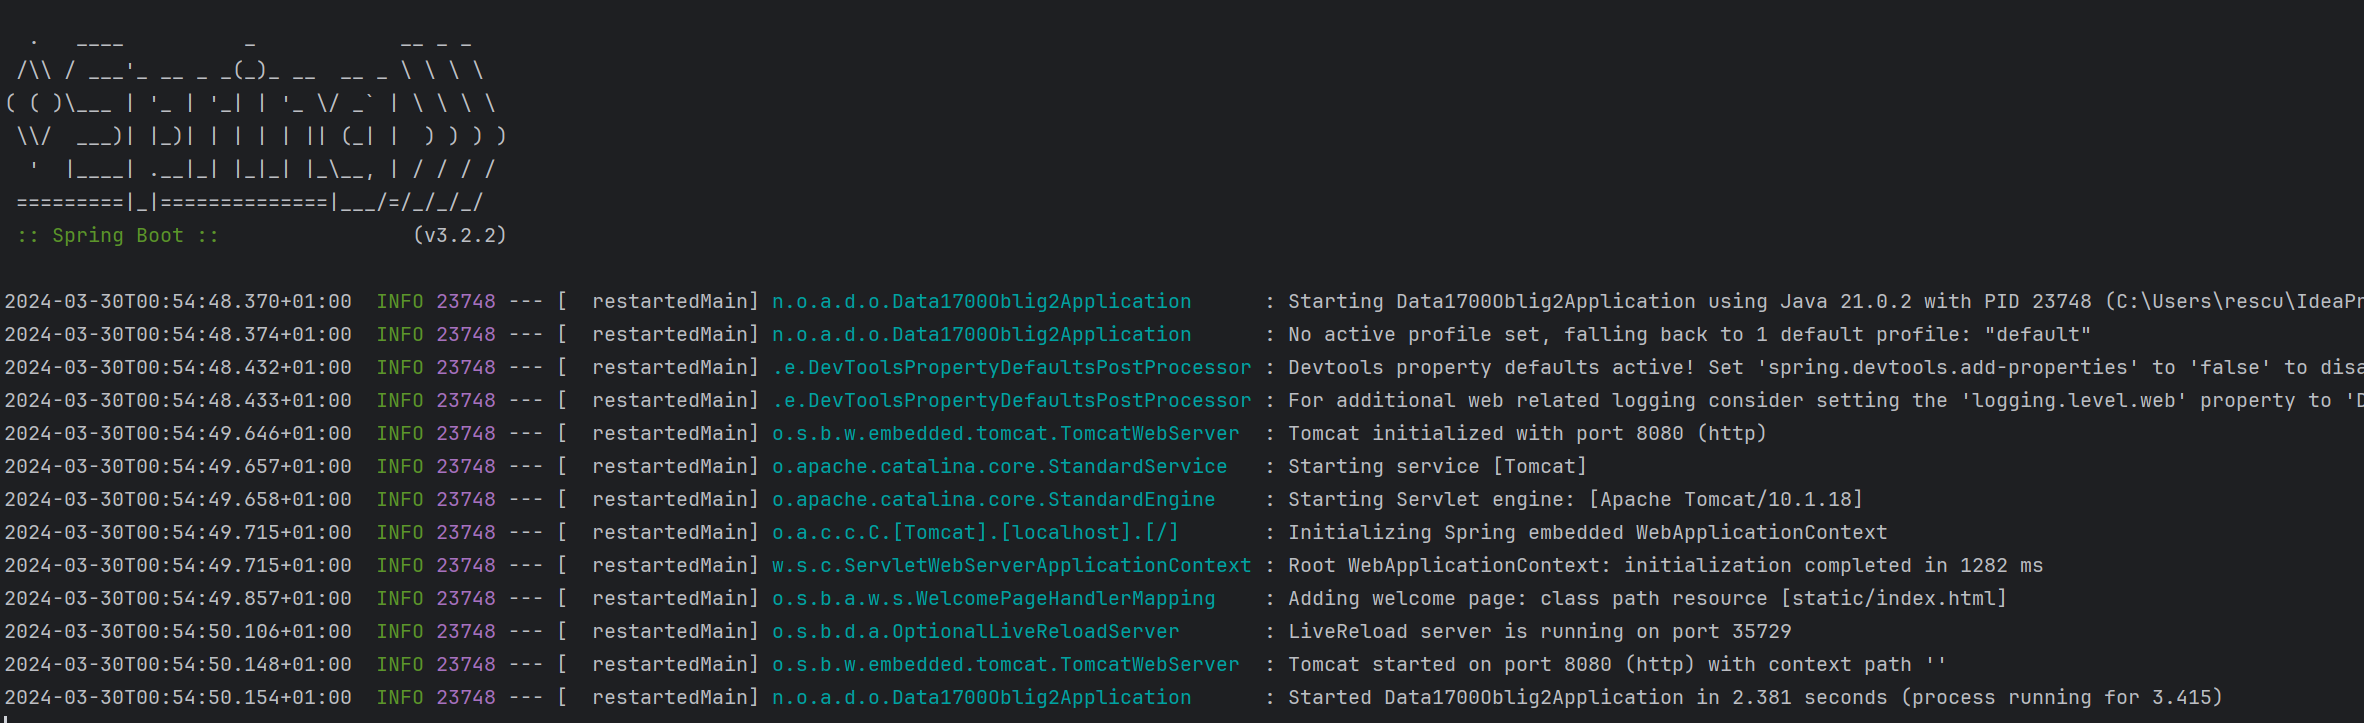 .   ____          _            __ _ _
 /\\ / ___'_ __ _ _(_)_ __  __ _ \ \ \ \
( ( )\___ | '_ | '_| | '_ \/ _` | \ \ \ \
 \\/  ___)| |_)| | | | | || (_| |  ) ) ) )
  '  |____| .__|_| |_|_| |_\__, | / / / /
 =========|_|==============|___/=/_/_/_/
 :: Spring Boot ::                (v3.2.2)
2024-03-30T00:54:48.370+01:00  INFO 23748 --- [  restartedMain] n.o.a.d.o.Data1700Oblig2Application      : Starting Data1700Oblig2Application using Java 21.0.2 with PID 23748 (C:\Users\rescu\IdeaPr
2024-03-30T00:54:48.374+01:00  INFO 23748 --- [  restartedMain] n.o.a.d.o.Data1700Oblig2Application      : No active profile set, falling back to 1 default profile: "default"
2024-03-30T00:54:48.432+01:00  INFO 23748 --- [  restartedMain] .e.DevToolsPropertyDefaultsPostProcessor : Devtools property defaults active! Set 'spring.devtools.add-properties' to 'false' to disa
2024-03-30T00:54:48.433+01:00  INFO 23748 --- [  restartedMain] .e.DevToolsPropertyDefaultsPostProcessor : For additional web related logging consider setting the 'logging.level.web' property to 'D
2024-03-30T00:54:49.646+01:00  INFO 23748 --- [  restartedMain] o.s.b.w.embedded.tomcat.TomcatWebServer  : Tomcat initialized with port 8080 (http)
2024-03-30T00:54:49.657+01:00  INFO 23748 --- [  restartedMain] o.apache.catalina.core.StandardService   : Starting service [Tomcat]
2024-03-30T00:54:49.658+01:00  INFO 23748 --- [  restartedMain] o.apache.catalina.core.StandardEngine    : Starting Servlet engine: [Apache Tomcat/10.1.18]
2024-03-30T00:54:49.715+01:00  INFO 23748 --- [  restartedMain] o.a.c.c.C.[Tomcat].[localhost].[/]       : Initializing Spring embedded WebApplicationContext
2024-03-30T00:54:49.715+01:00  INFO 23748 --- [  restartedMain] w.s.c.ServletWebServerApplicationContext : Root WebApplicationContext: initialization completed in 1282 ms
2024-03-30T00:54:49.857+01:00  INFO 23748 --- [  restartedMain] o.s.b.a.w.s.WelcomePageHandlerMapping    : Adding welcome page: class path resource [static/index.html]
2024-03-30T00:54:50.106+01:00  INFO 23748 --- [  restartedMain] o.s.b.d.a.OptionalLiveReloadServer       : LiveReload server is running on port 35729
2024-03-30T00:54:50.148+01:00  INFO 23748 --- [  restartedMain] o.s.b.w.embedded.tomcat.TomcatWebServer  : Tomcat started on port 8080 (http) with context path ''
2024-03-30T00:54:50.154+01:00  INFO 23748 --- [  restartedMain] n.o.a.d.o.Data1700Oblig2Application      : Started Data1700Oblig2Application in 2.381 seconds (process running for 3.415)